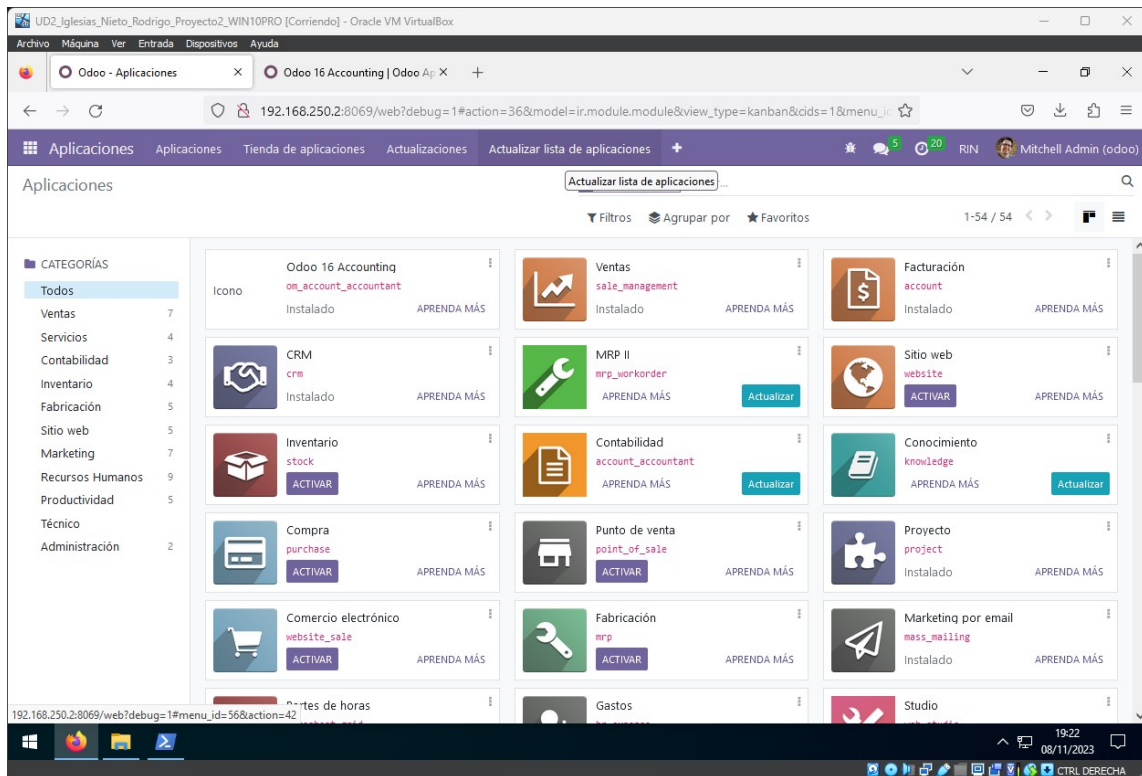 UD2_Iglesias_Nieto_Rodrigo_Proyecto2_WIN10PRO [Corriendo] - Oracle VM VirtualBox
Archivo Máquina Ver Entrada Dispositivos Ayuda
Odoo - Aplicaciones Odoo 16 Accounting | Odoo Ap
192.168.250.2:8069/web?debug=1#action=36&model=ir.module.module&view_type=kanban&cids=1&menu_ic
Aplicaciones Aplicaciones Tienda de aplicaciones Actualizaciones Actualizar lista de aplicaciones 5 20 RIN Mitchell Admin (odoo)
Aplicaciones Actualizar lista de aplicaciones ...
Filtros Agrupar por Favoritos 1-54 / 54
CATEGORÍAS
Todos
Ventas 7
Servicios 4
Contabilidad 3
Inventario 4
Fabricación 5
Sitio web 5
Marketing 7
Recursos Humanos 9
Productividad 5
Técnico
Administración 2
Icono
Odoo 16 Accounting
om_account_accountant
Instalado APRENDA MÁS
Ventas
sale_management
Instalado APRENDA MÁS
Facturación
account
Instalado APRENDA MÁS
CRM
crm
Instalado APRENDA MÁS
MRP II
mrp_workorder
APRENDA MÁS Actualizar
Sitio web
website
ACTIVAR APRENDA MÁS
Inventario
stock
ACTIVAR APRENDA MÁS
Contabilidad
account_accountant
APRENDA MÁS Actualizar
Conocimiento
knowledge
APRENDA MÁS Actualizar
Compra
purchase
ACTIVAR APRENDA MÁS
Punto de venta
point_of_sale
ACTIVAR APRENDA MÁS
Proyecto
project
Instalado APRENDA MÁS
Comercio electrónico
website_sale
ACTIVAR APRENDA MÁS
Fabricación
mrp
ACTIVAR APRENDA MÁS
Marketing por email
mass_mailing
Instalado APRENDA MÁS
Partes de horas
Gastos
Studio
192.168.250.2:8069/web?debug=1#menu_id=56&action=42
19:22
08/11/2023
CTRL DERECHA